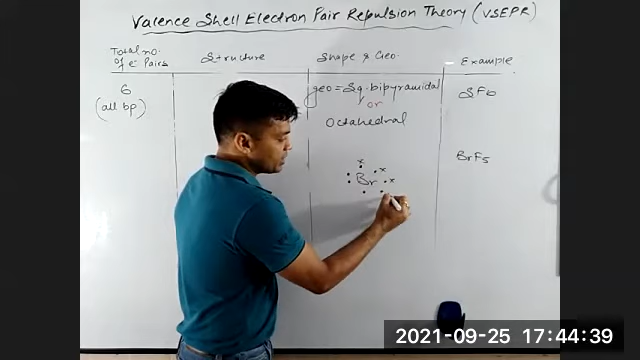 Valence Shell Electron Pair Repulsion Theory (VSEPR)
Total no. of e⁻ Pairs Structure Shape & Geo. Example
6 geo = Sq. bipyramidal SF6
(all bp) or
Octahedral
BrF5
x
x
Br x
2021-09-25 17:44:39